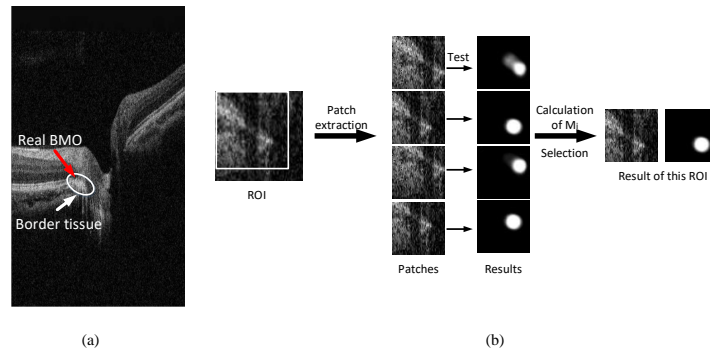 Real BMO
Border tissue
(a)
ROI
Patch
extraction
Test
Patches
Results
Calculation
of Mi
Selection
Result of this ROI
(b)